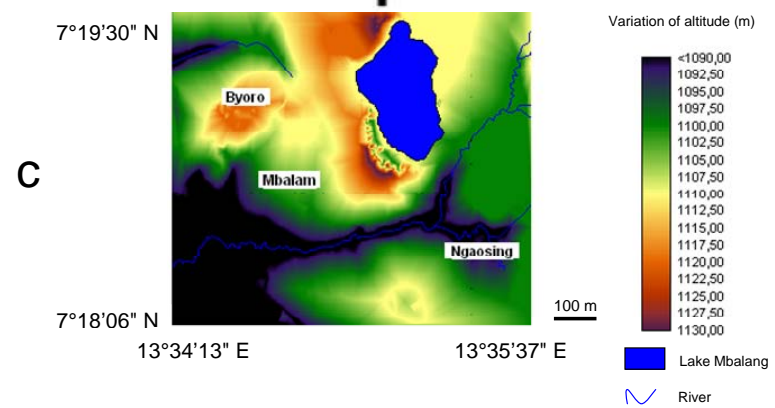 7°19'30" N
Variation of altitude (m)
<1090,00
1092,50
1095,00
1097,50
1100,00
1102,50
1105,00
1107,50
1110,00
1112,50
1115,00
1117,50
1120,00
1122,50
1125,00
1127,50
1130,00
Byoro
C
Mbalam
Ngaosing
100 m
7°18'06" N
13°34'13" E
13°35'37" E
Lake Mbalang
River